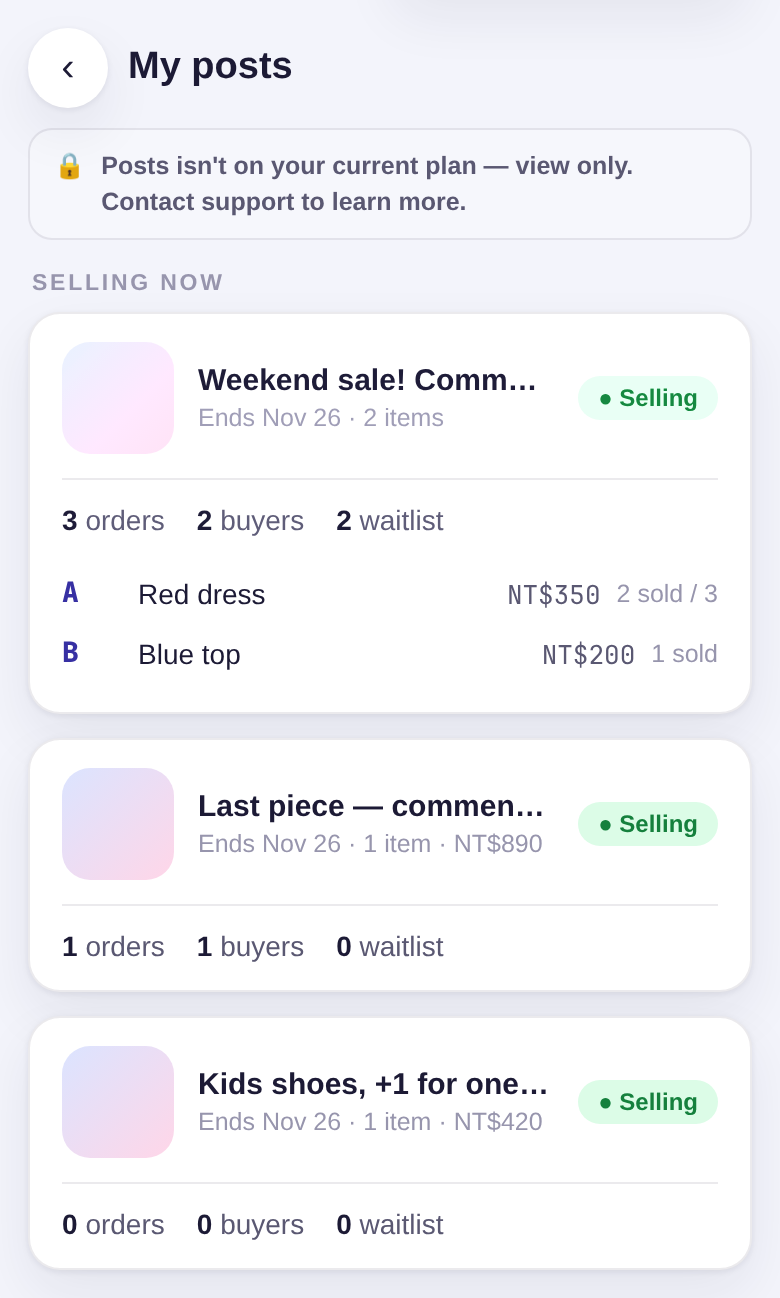 ‹ My posts
🔒 Posts isn't on your current plan — view only.
Contact support to learn more.
SELLING NOW
Weekend sale! Comm…
Ends Nov 26 · 2 items
● Selling
3 orders 2 buyers 2 waitlist
A Red dress NT$350 2 sold / 3
B Blue top NT$200 1 sold
Last piece — commen…
Ends Nov 26 · 1 item · NT$890
● Selling
1 orders 1 buyers 0 waitlist
Kids shoes, +1 for one…
Ends Nov 26 · 1 item · NT$420
● Selling
0 orders 0 buyers 0 waitlist